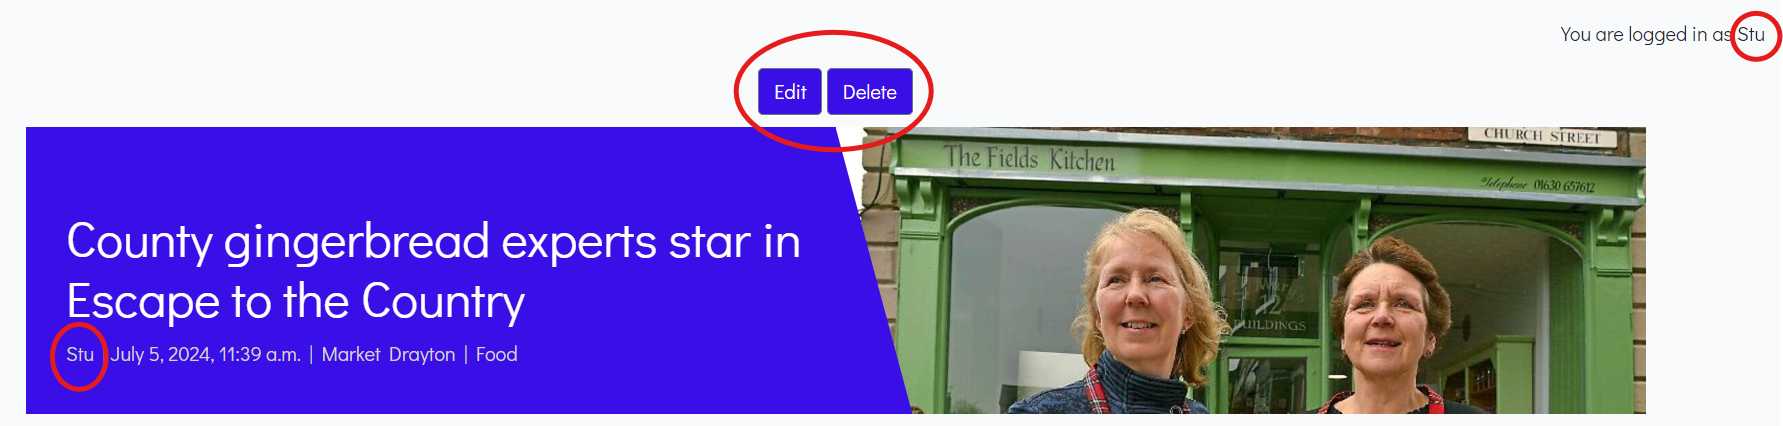 You are logged in as Stu
Edit Delete
County gingerbread experts star in
Escape to the Country
Stu | July 5, 2024, 11:39 a.m. | Market Drayton | Food
CHURCH STREET
The Fields Kitchen
Telephone 01630 657612
12
BUILDINGS